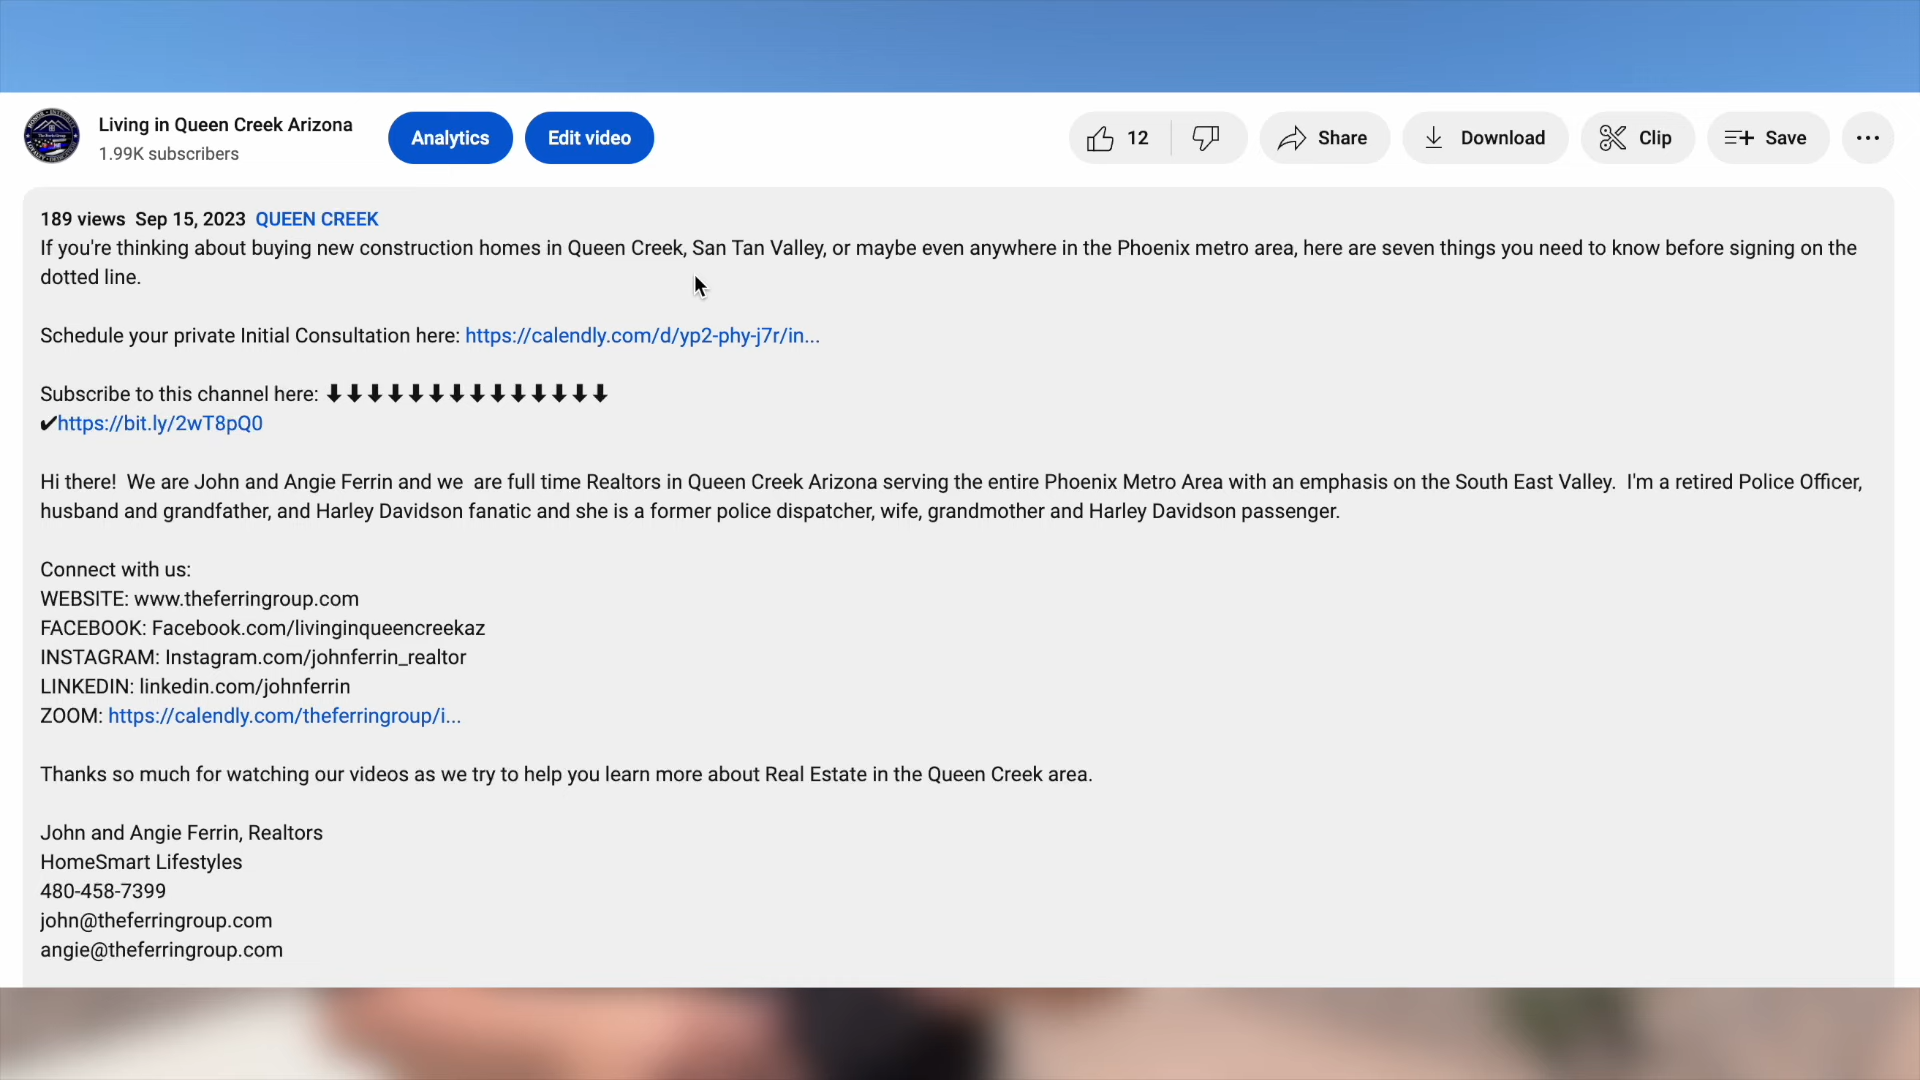 Living in Queen Creek Arizona
1.99K subscribers
Analytics
Edit video
12
Share
Download
Clip
Save
189 views Sep 15, 2023 QUEEN CREEK
If you're thinking about buying new construction homes in Queen Creek, San Tan Valley, or maybe even anywhere in the Phoenix metro area, here are seven things you need to know before signing on the
dotted line.
Schedule your private Initial Consultation here: https://calendly.com/d/yp2-phy-j7r/in...
Subscribe to this channel here: ⬇⬇⬇⬇⬇⬇⬇⬇⬇⬇⬇⬇⬇⬇
✔https://bit.ly/2wT8pQ0
Hi there!  We are John and Angie Ferrin and we  are full time Realtors in Queen Creek Arizona serving the entire Phoenix Metro Area with an emphasis on the South East Valley.  I'm a retired Police Officer,
husband and grandfather, and Harley Davidson fanatic and she is a former police dispatcher, wife, grandmother and Harley Davidson passenger.
Connect with us:
WEBSITE: www.theferringroup.com
FACEBOOK: Facebook.com/livinginqueencreekaz
INSTAGRAM: Instagram.com/johnferrin_realtor
LINKEDIN: linkedin.com/johnferrin
ZOOM: https://calendly.com/theferringroup/i...
Thanks so much for watching our videos as we try to help you learn more about Real Estate in the Queen Creek area.
John and Angie Ferrin, Realtors
HomeSmart Lifestyles
480-458-7399
john@theferringroup.com
angie@theferringroup.com